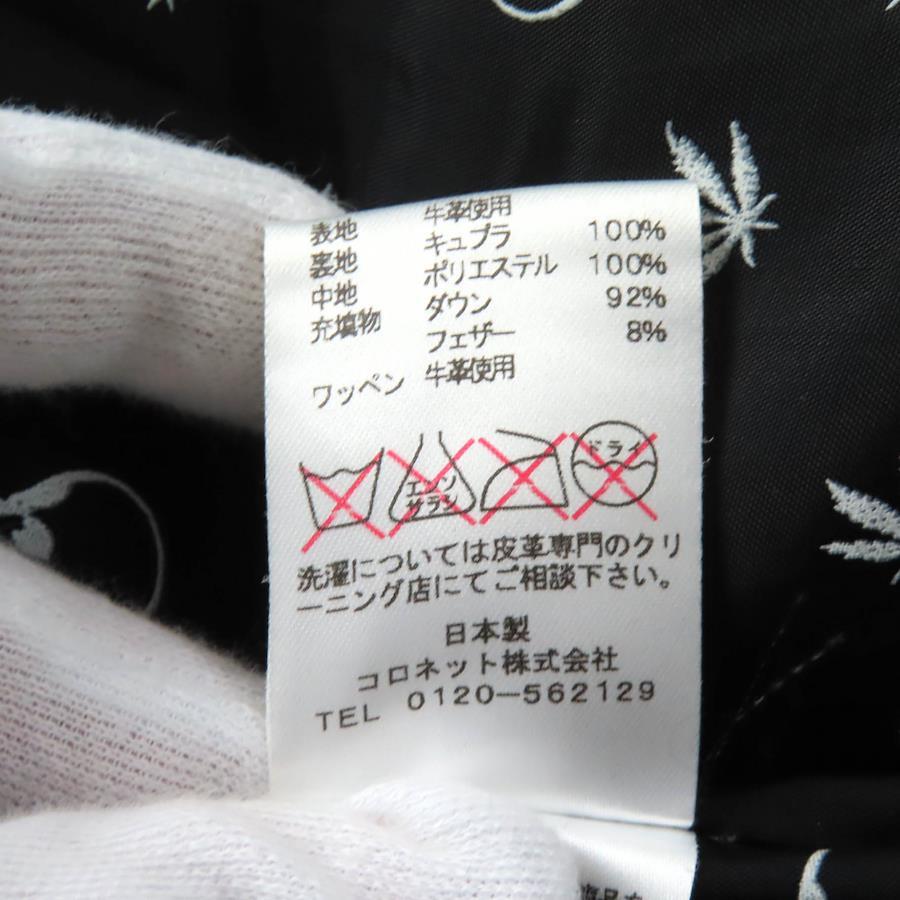 表地 牛革使用
裏地 キュプラ 100%
中地 ポリエステル 100%
充填物 ダウン 92%
フェザー 8%
ワッペン 牛革使用
エンソ
サラシ
ドライ
洗濯については皮革専門のクリ
ーニング店にてご相談下さい。
日本製
コロネット株式会社
TEL 0120-562129